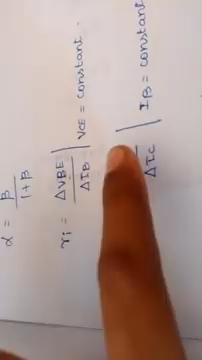 α = β / 1 + β
ri = ΔVBE / ΔIB | VCE = constant.
ΔIC | IB = constant